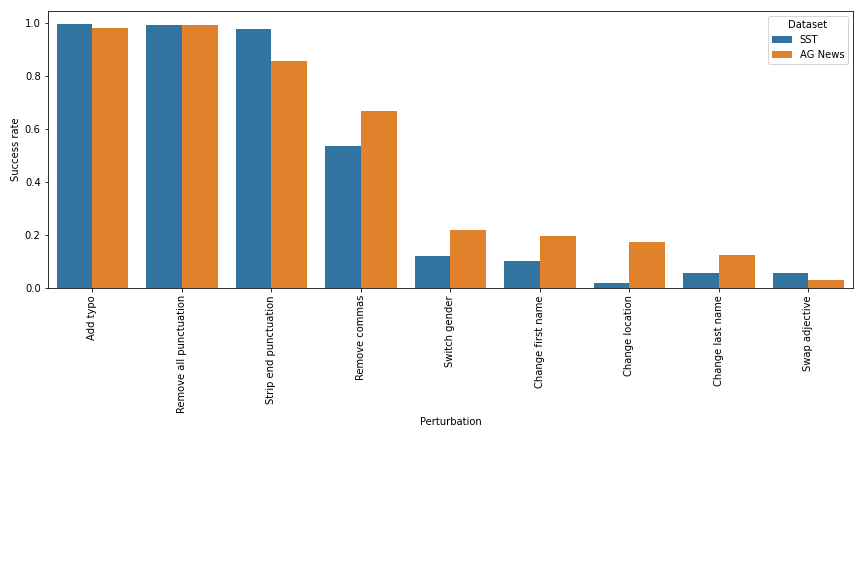 Dataset
SST
AG News
Success rate
1.0
0.8
0.6
0.4
0.2
0.0
Add typo
Remove all punctuation
Strip end punctuation
Remove commas
Switch gender
Change first name
Change location
Change last name
Swap adjective
Perturbation